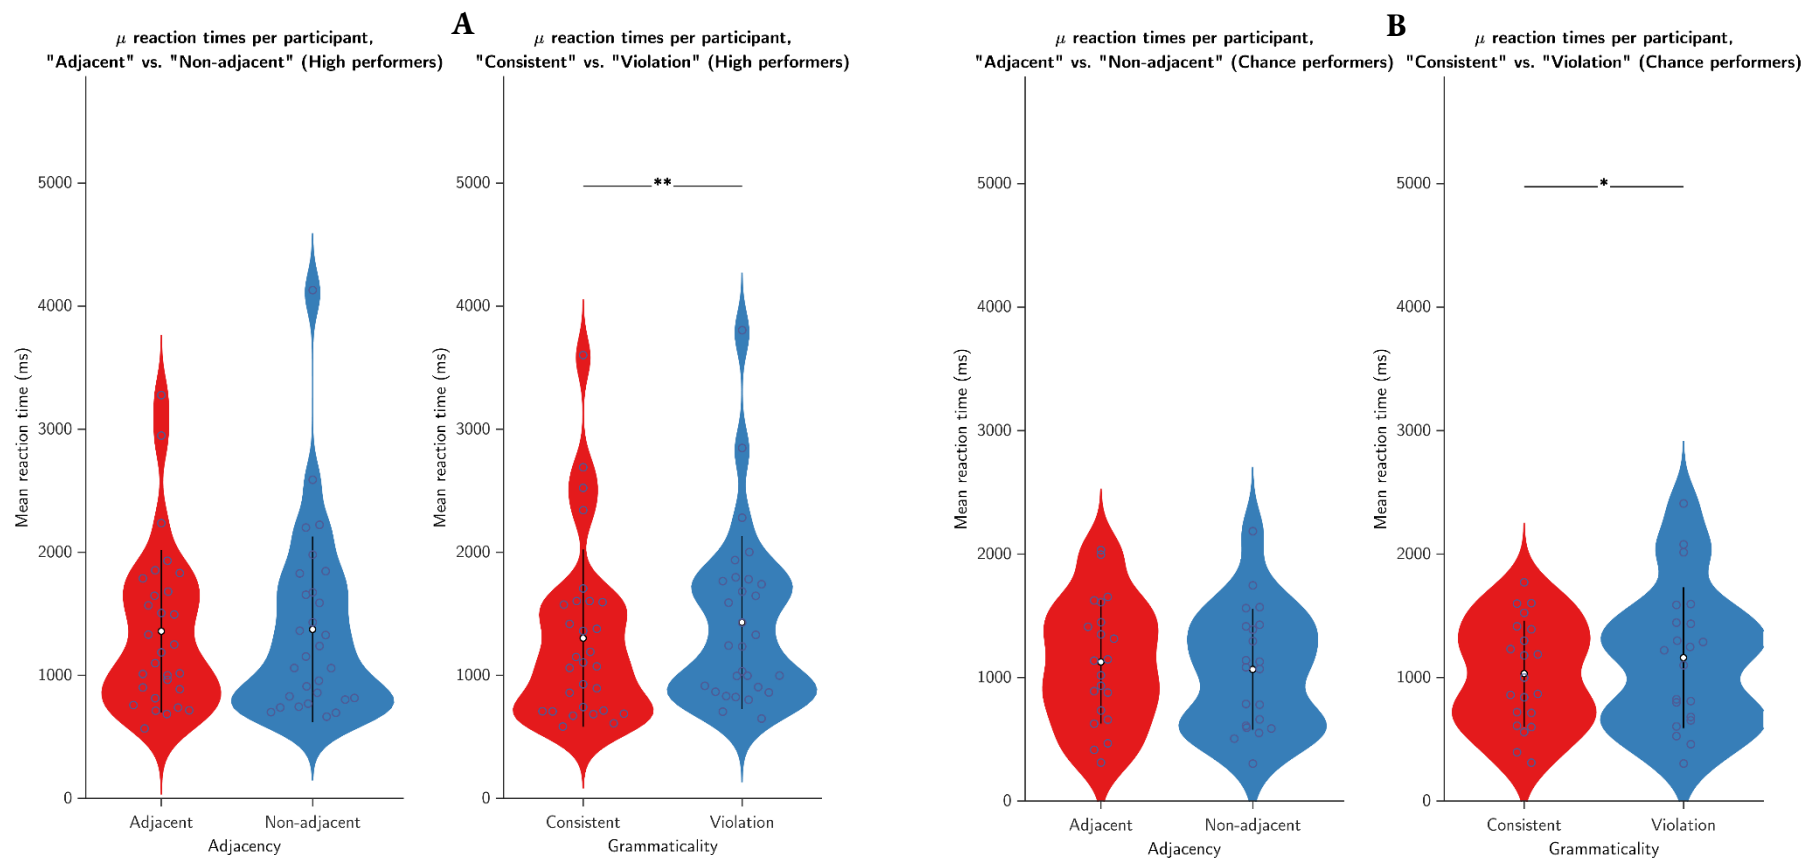 A
μ reaction times per participant,
"Adjacent" vs. "Non-adjacent" (High performers)
5000
4000
3000
2000
1000
0
Mean reaction time (ms)
Adjacent
Non-adjacent
Adjacency
μ reaction times per participant,
"Consistent" vs. "Violation" (High performers)
5000
4000
3000
2000
1000
0
Mean reaction time (ms)
**
Consistent
Violation
Grammaticality
B
μ reaction times per participant,
"Adjacent" vs. "Non-adjacent" (Chance performers)
5000
4000
3000
2000
1000
0
Mean reaction time (ms)
Adjacent
Non-adjacent
Adjacency
μ reaction times per participant,
"Consistent" vs. "Violation" (Chance performers)
5000
4000
3000
2000
1000
0
Mean reaction time (ms)
*
Consistent
Violation
Grammaticality